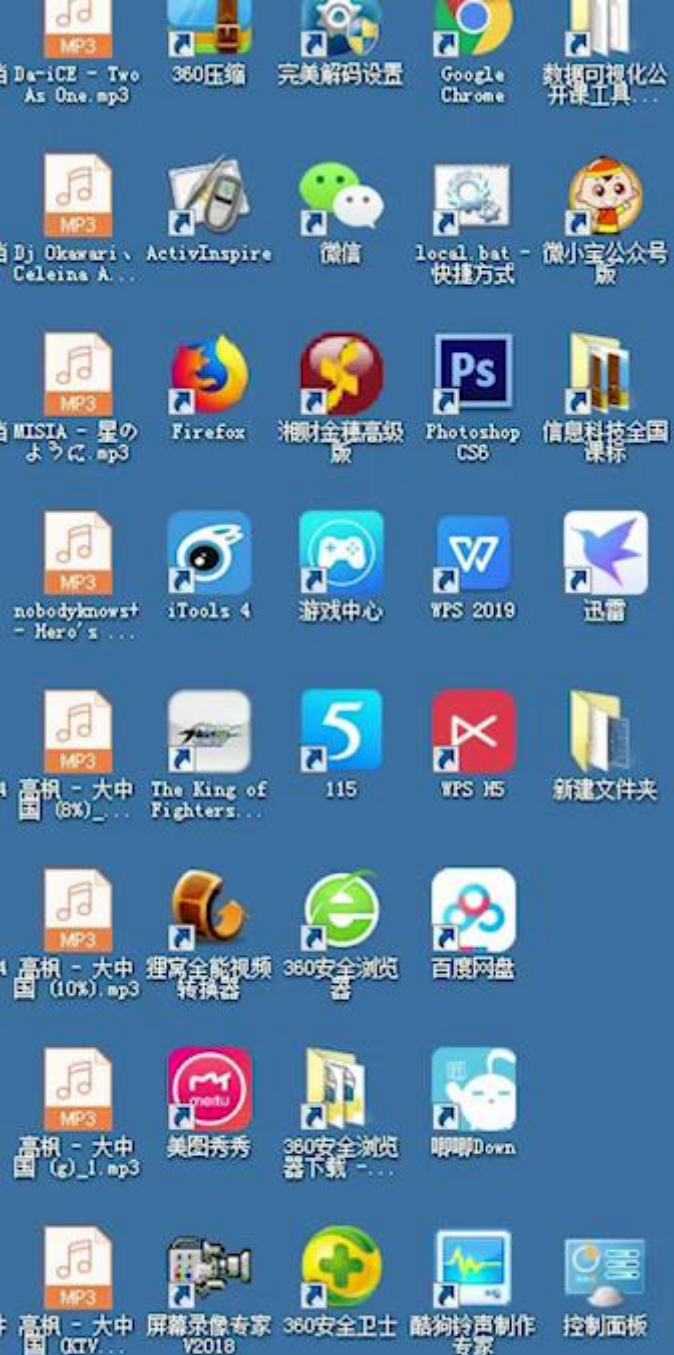 MP3
Da-iCE - Two
As One.mp3
360压缩
完美解码设置
Google
Chrome
数据可视化公
开课工具...
MP3
Dj Okawari、
Celeina A...
ActivInspire
微信
local.bat -
快捷方式
微小宝公众号
版
MP3
MISIA - 星の
ように.mp3
Firefox
湘财金穗高级
版
Ps
Photoshop
CS6
信息科技全国
课标
MP3
nobodyknows+
- Hero's ...
iTools 4
游戏中心
WPS 2019
迅雷
MP3
高枫 - 大中
国 (8%)_...
The King of
Fighters...
5
115
WPS H5
新建文件夹
MP3
高枫 - 大中
国 (10%).mp3
狸窝全能视频
转换器
360安全浏览
器
百度网盘
MP3
高枫 - 大中
国 (g)_1.mp3
meitu
美图秀秀
360安全浏览
器下载 -...
唧唧Down
MP3
高枫 - 大中
国 (KTV...
屏幕录像专家
V2018
360安全卫士
酷狗铃声制作
专家
控制面板